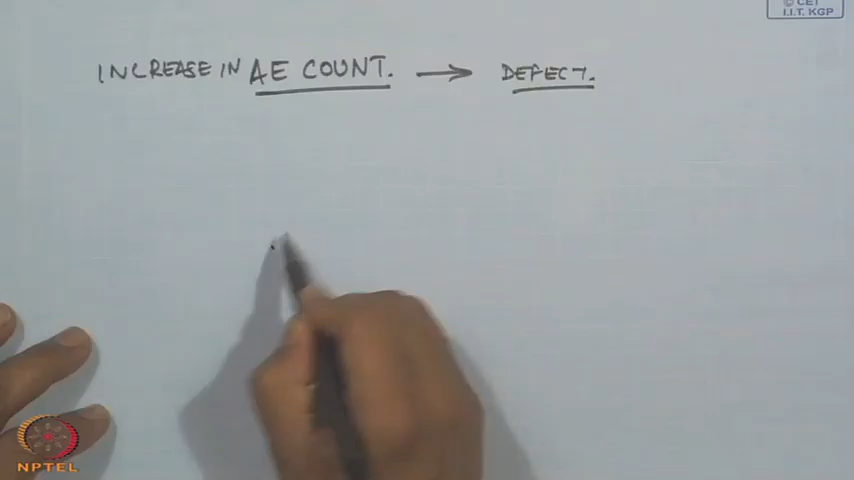 © CET
I.I.T. KGP
INCREASE IN AE COUNT. → DEFECT.
NPTEL